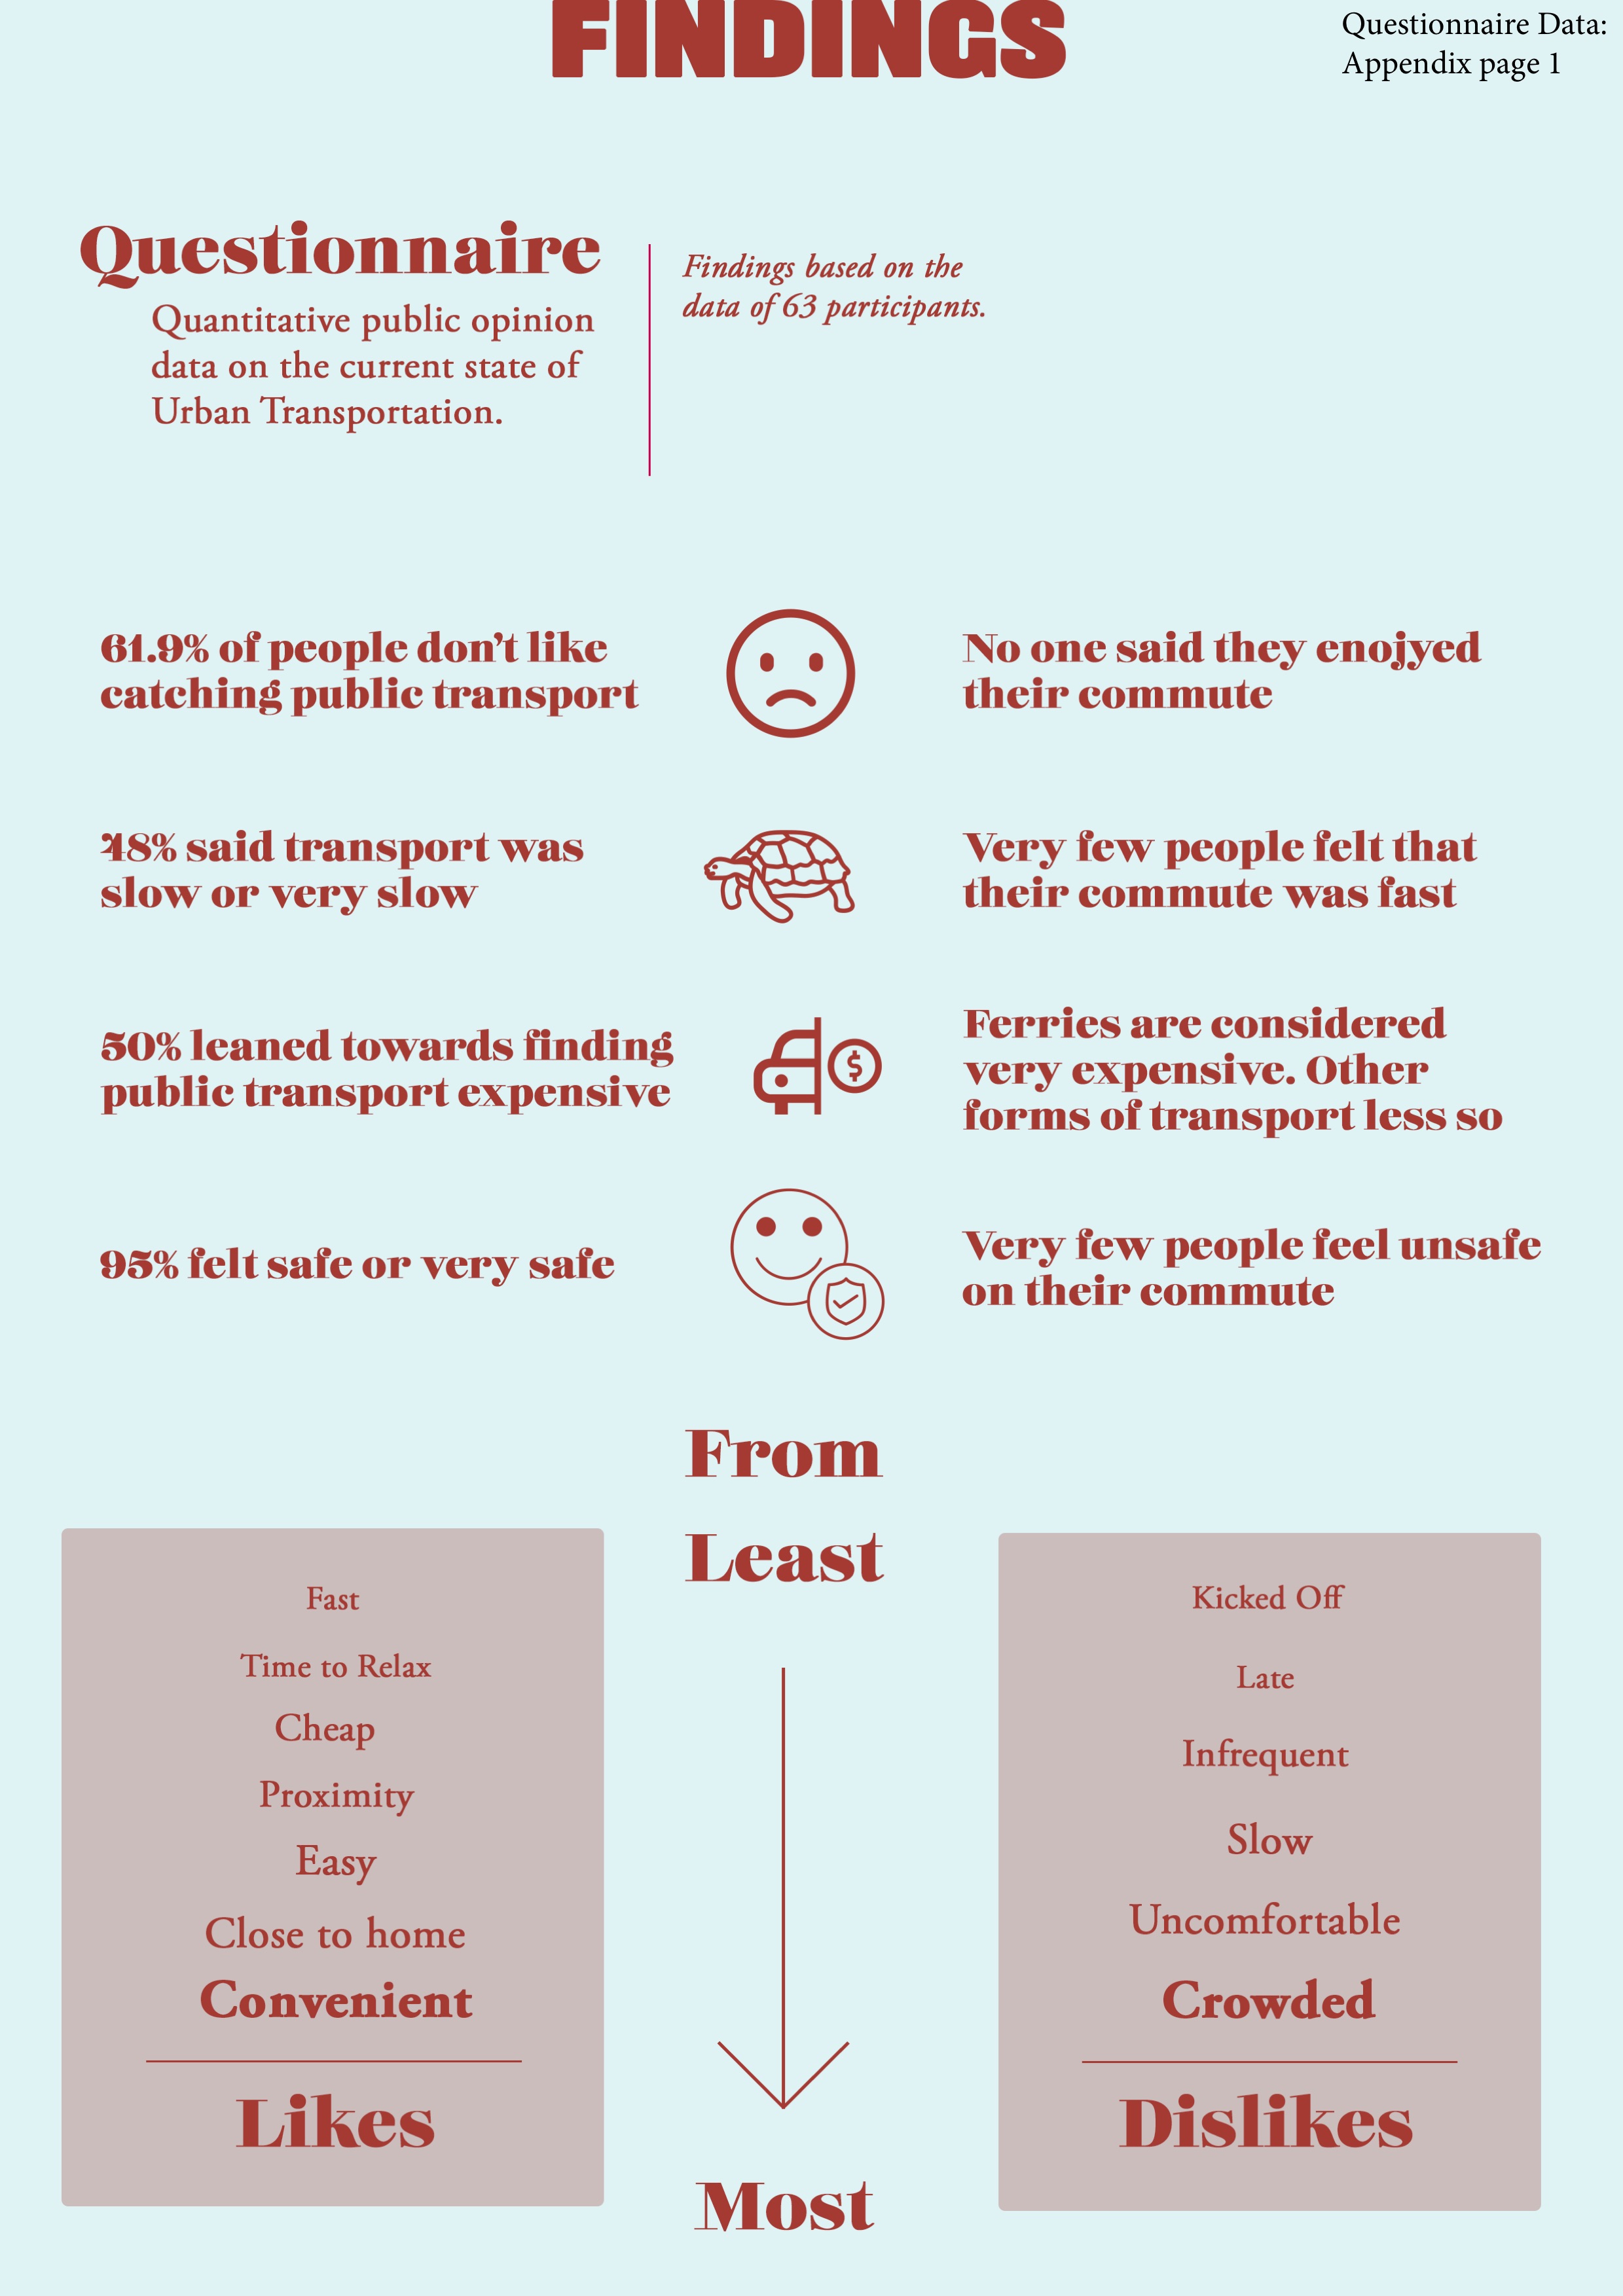 FINDINGS
Questionnaire Data:
Appendix page 1
Questionnaire
Quantitative public opinion
data on the current state of
Urban Transportation.
Findings based on the
data of 63 participants.
61.9% of people don't like
catching public transport
No one said they enojyed
their commute
48% said transport was
slow or very slow
Very few people felt that
their commute was fast
50% leaned towards finding
public transport expensive
$
Ferries are considered
very expensive. Other
forms of transport less so
95% felt safe or very safe
Very few people feel unsafe
on their commute
From
Least
Fast
Time to Relax
Cheap
Proximity
Easy
Close to home
Convenient
Likes
Kicked Off
Late
Infrequent
Slow
Uncomfortable
Crowded
Dislikes
Most